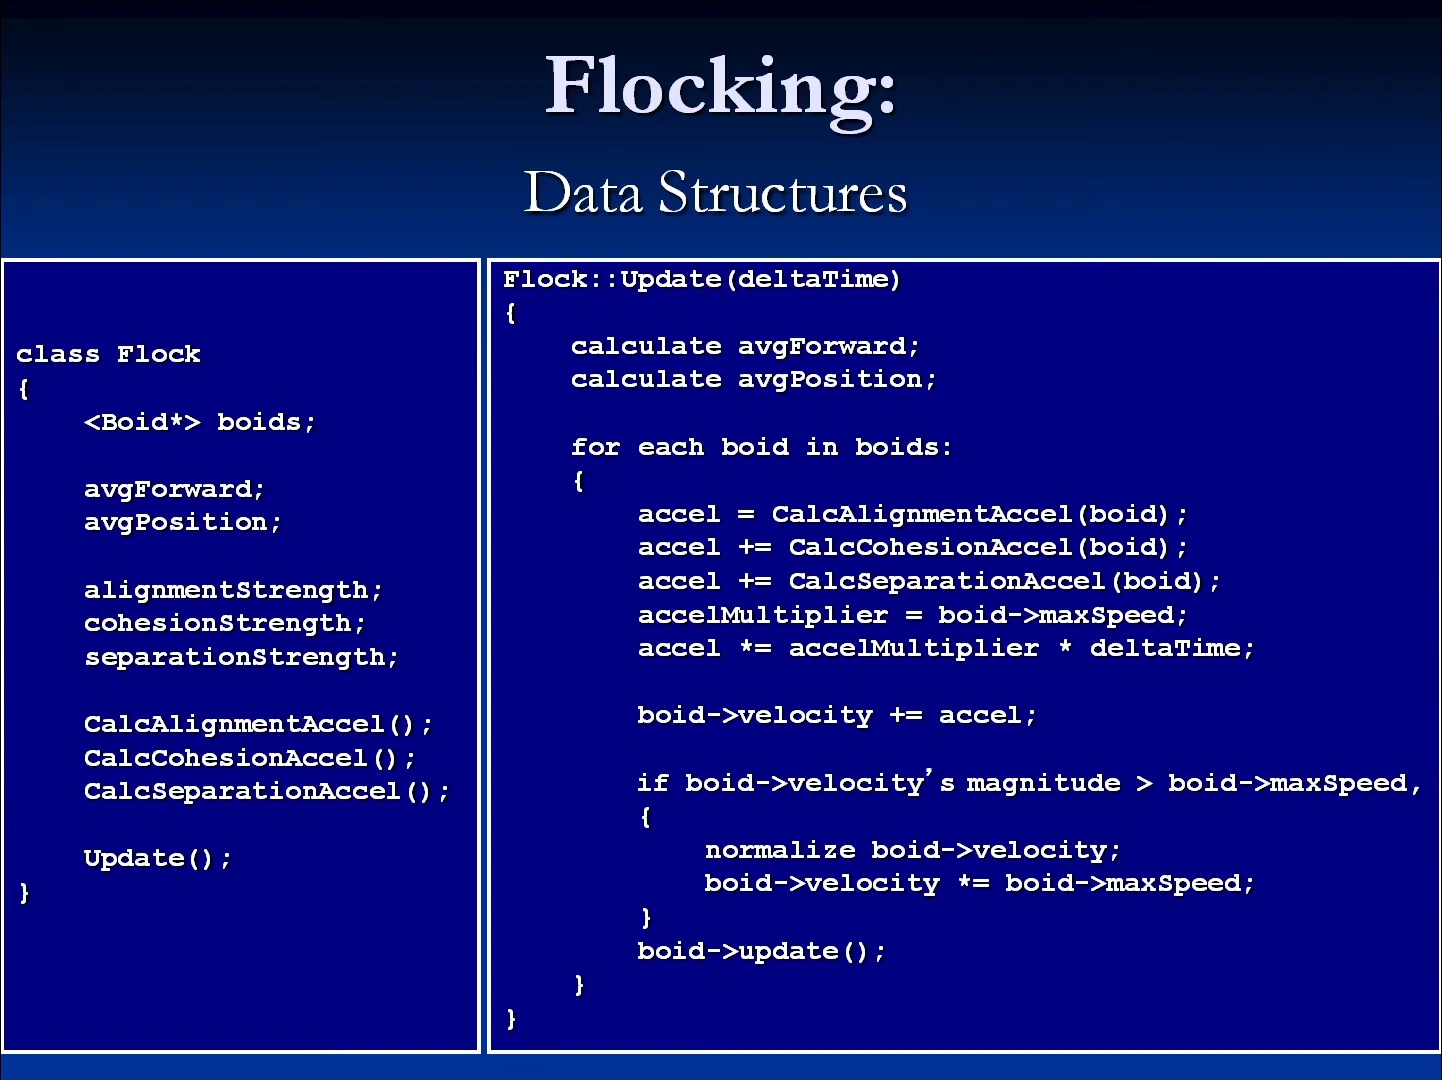 Flocking:
Data Structures
class Flock
{
<Boid*> boids;
avgForward;
avgPosition;
alignmentStrength;
cohesionStrength;
separationStrength;
CalcAlignmentAccel();
CalcCohesionAccel();
CalcSeparationAccel();
Update();
}
Flock::Update(deltaTime)
{
calculate avgForward;
calculate avgPosition;
for each boid in boids:
{
accel = CalcAlignmentAccel(boid);
accel += CalcCohesionAccel(boid);
accel += CalcSeparationAccel(boid);
accelMultiplier = boid->maxSpeed;
accel *= accelMultiplier * deltaTime;
boid->velocity += accel;
if boid->velocity’s magnitude > boid->maxSpeed,
{
normalize boid->velocity;
boid->velocity *= boid->maxSpeed;
}
boid->update();
}
}